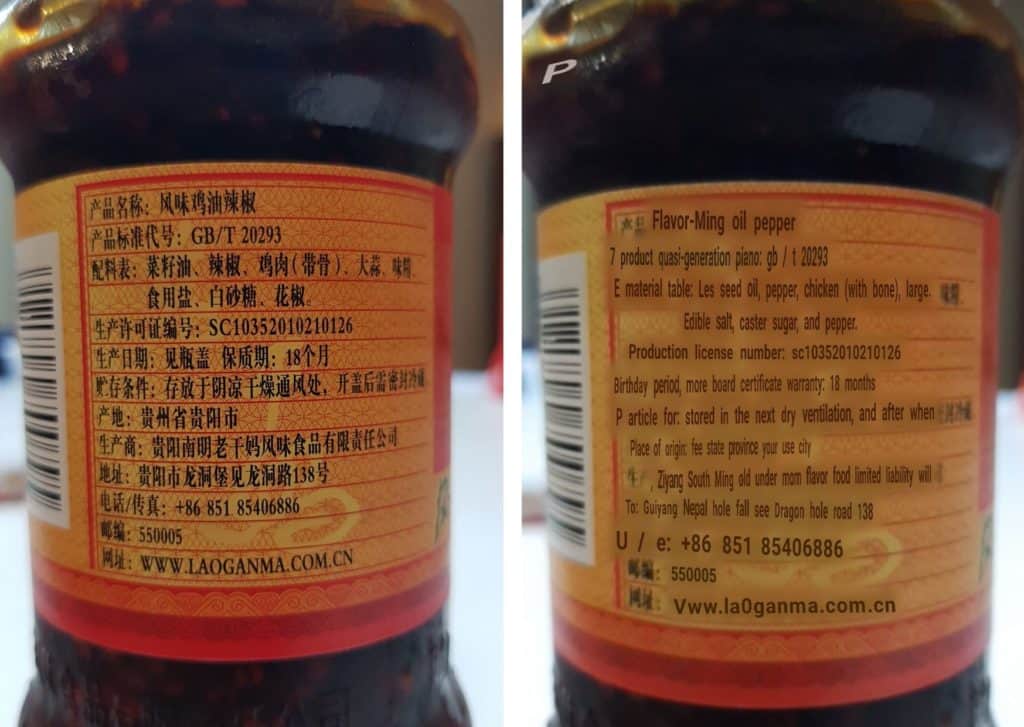 产品名称：风味鸡油辣椒
产品标准代号：GB/T 20293
配料表：菜籽油、辣椒、鸡肉（带骨）、大蒜、味精、
食用盐、白砂糖、花椒。
生产许可证编号：SC10352010210126
生产日期：见瓶盖 保质期：18个月
贮存条件：存放于阴凉干燥通风处，开盖后需密封冷藏
产地：贵州省贵阳市
生产商：贵阳南明老干妈风味食品有限责任公司
地址：贵阳市龙洞堡见龙洞路138号
电话/传真：+86 851 85406886
邮编：550005
网址：WWW.LAOGANMA.COM.CN
P
Flavor-Ming oil pepper
7 product quasi-generation piano: gb / t 20293
E material table: Les seed oil, pepper, chicken (with bone), large.
Edible salt, caster sugar, and pepper.
Production license number: sc10352010210126
Birthday period, more board certificate warranty: 18 months
P article for: stored in the next dry ventilation, and after when
Place of origin: fee state province your use city
, Ziyang South Ming old under mom flavor food limited liability will
To: Guiyang Nepal hole fall see Dragon hole road 138
U / e: +86 851 85406886
邮编：550005
网址：Vww.la0ganma.com.cn